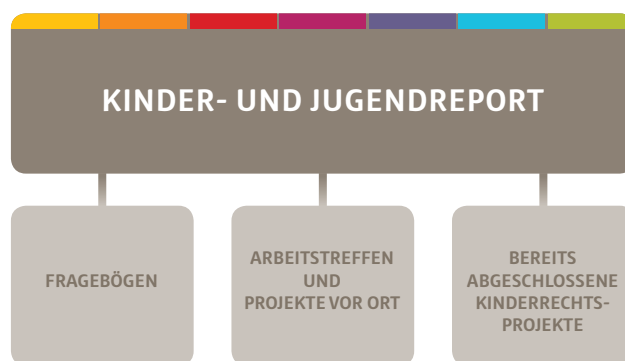 KINDER- UND JUGENDREPORT
FRAGEBÖGEN
ARBEITSTREFFEN
UND
PROJEKTE VOR ORT
BEREITS
ABGESCHLOSSENE
KINDERRECHTS-
PROJEKTE